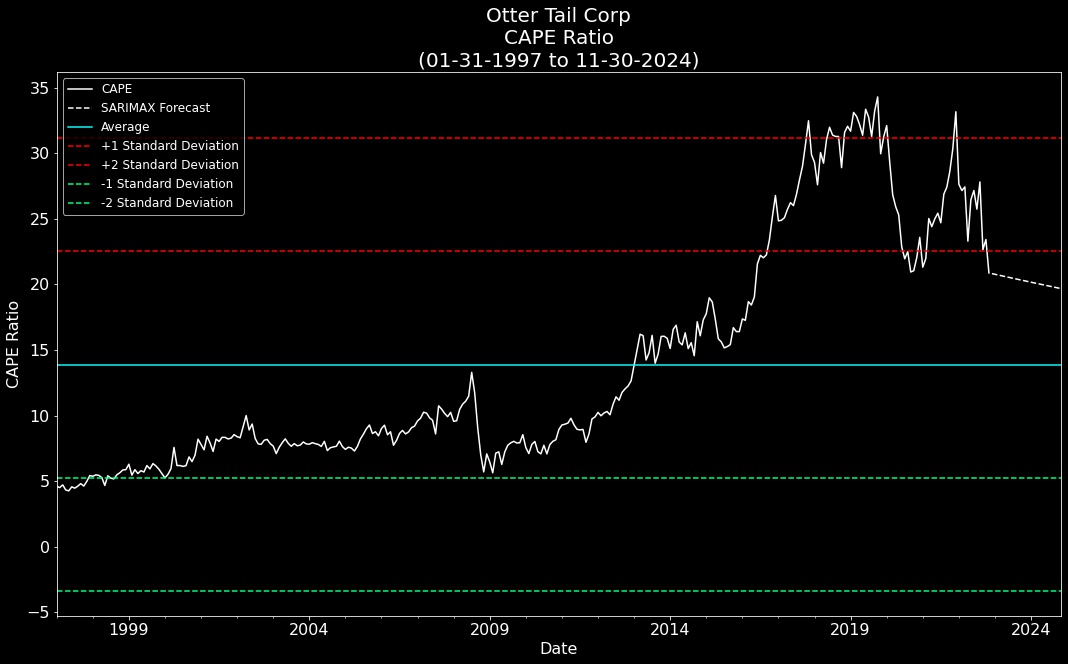 Otter Tail Corp
CAPE Ratio
(01-31-1997 to 11-30-2024)
CAPE
SARIMAX Forecast
Average
+1 Standard Deviation
+2 Standard Deviation
-1 Standard Deviation
-2 Standard Deviation
35
30
25
20
15
10
5
0
−5
CAPE Ratio
1999 2004 2009 2014 2019 2024
Date